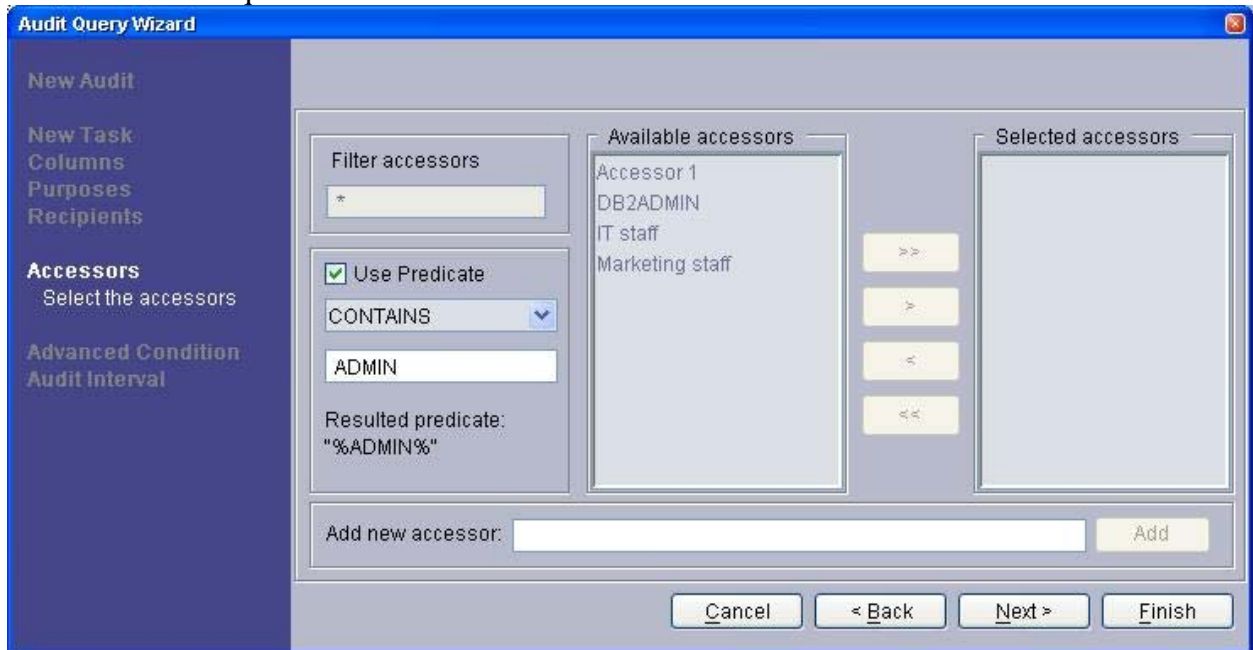 Audit Query Wizard
New Audit
New Task
Columns
Purposes
Recipients
Accessors
Select the accessors
Advanced Condition
Audit Interval
Filter accessors
*
Use Predicate
CONTAINS
ADMIN
Resulted predicate:
"%ADMIN%"
Available accessors
Accessor 1
DB2ADMIN
IT staff
Marketing staff
>>
>
<
<<
Selected accessors
Add new accessor:
Add
Cancel
< Back
Next >
Finish